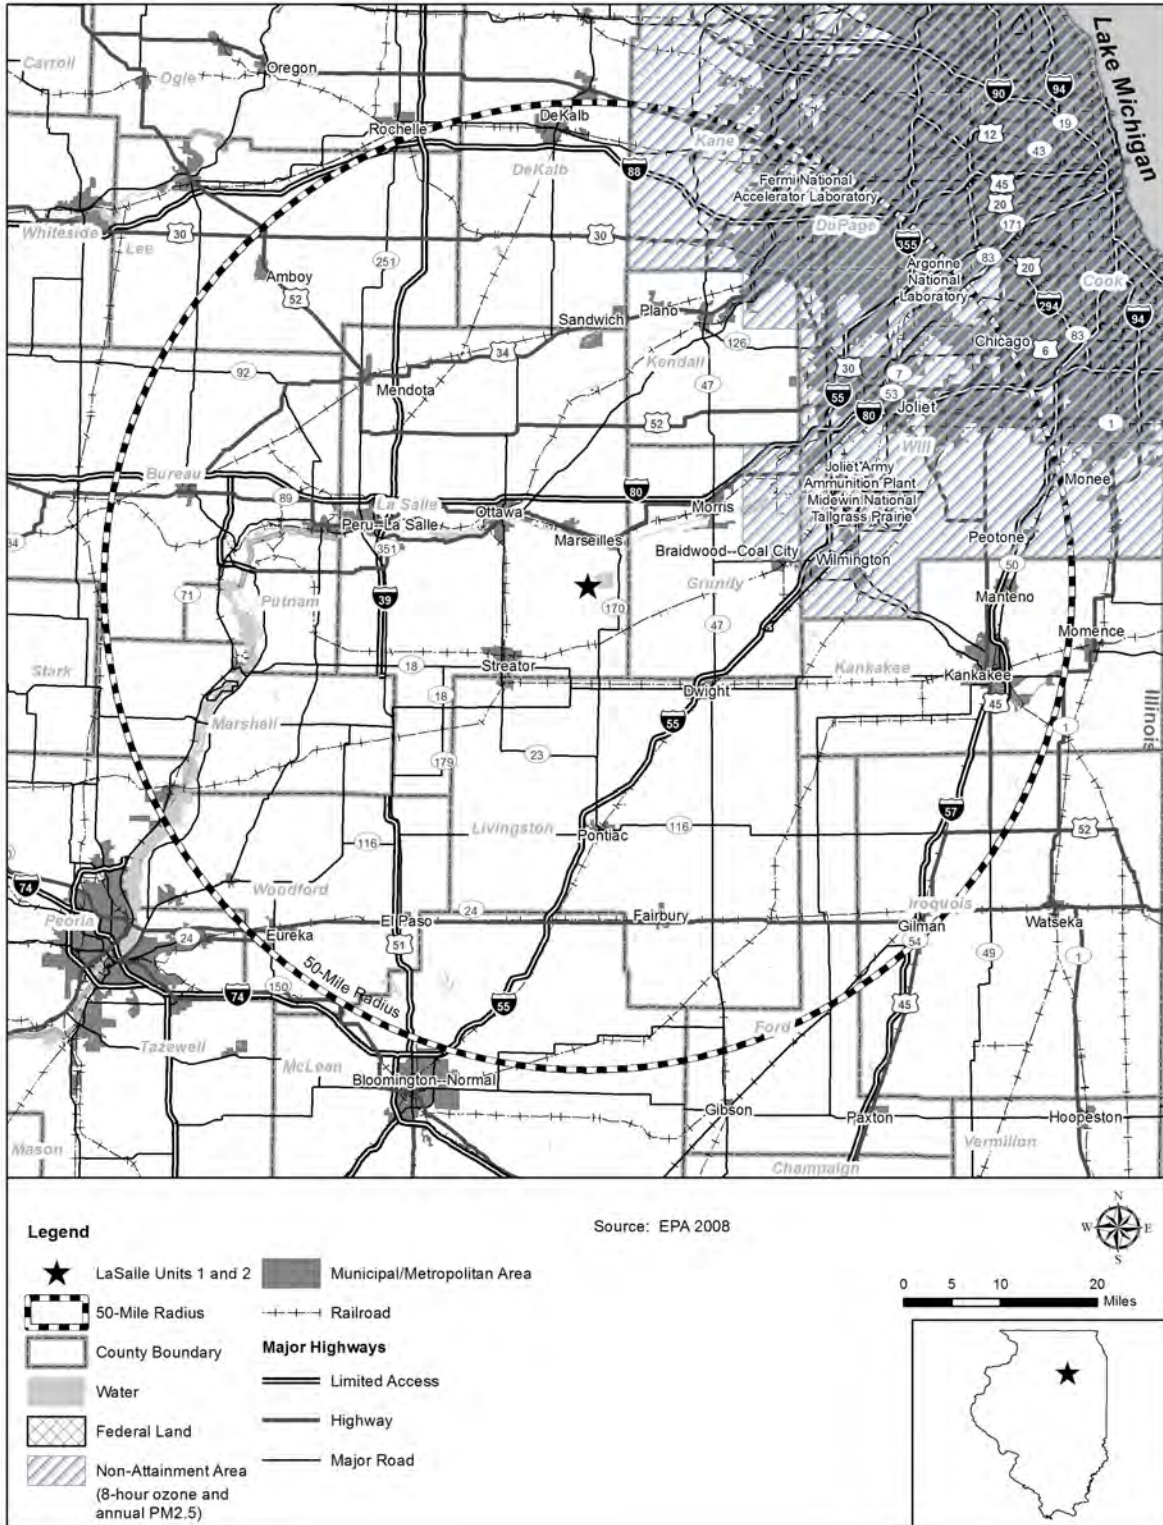 Carroll
Ogle
Oregon
Lake Michigan
90
94
DeKalb
Rochelle
19
12
Kane
43
DeKalb
88
Fermi National
Accelerator Laboratory
45
20
Whiteside
Lee
30
30
DuPage
171
355
83
251
Argonne
National
Laboratory
20
Amboy
52
Cook
294
Sandwich
Plano
94
Chicago
83
126
34
6
92
Kendall
30
7
Mendota
47
55
53
80
Joliet
52
1
Will
Bureau
Joliet Army
Ammunition Plant
Midewin National
Tallgrass Prairie
Monee
80
89
La Salle
Morris
Ottawa
Peru--La Salle
Marseilles
34
351
Braidwood--Coal City
Wilmington
Peotone
50
Grundy
71
39
170
Manteno
Putnam
47
Momence
Stark
18
Streator
Kankakee
Kankakee
Dwight
18
45
Illinois
Marshall
55
1
23
179
57
Livingston
Pontiac
116
52
116
74
Woodford
Iroquois
Peoria
24
Fairbury
El Paso
Gilman
Watseka
24
Eureka
54
51
49
1
50-Mile Radius
150
74
55
45
Ford
Tazewell
McLean
Bloomington--Normal
Gibson
Paxton
Hoopeston
Mason
Vermilion
Champaign
Legend
Source: EPA 2008
N
W
E
S
LaSalle Units 1 and 2
Municipal/Metropolitan Area
0 5 10 20
Miles
50-Mile Radius
Railroad
County Boundary
Major Highways
Water
Limited Access
Federal Land
Highway
Non-Attainment Area
(8-hour ozone and
annual PM2.5)
Major Road